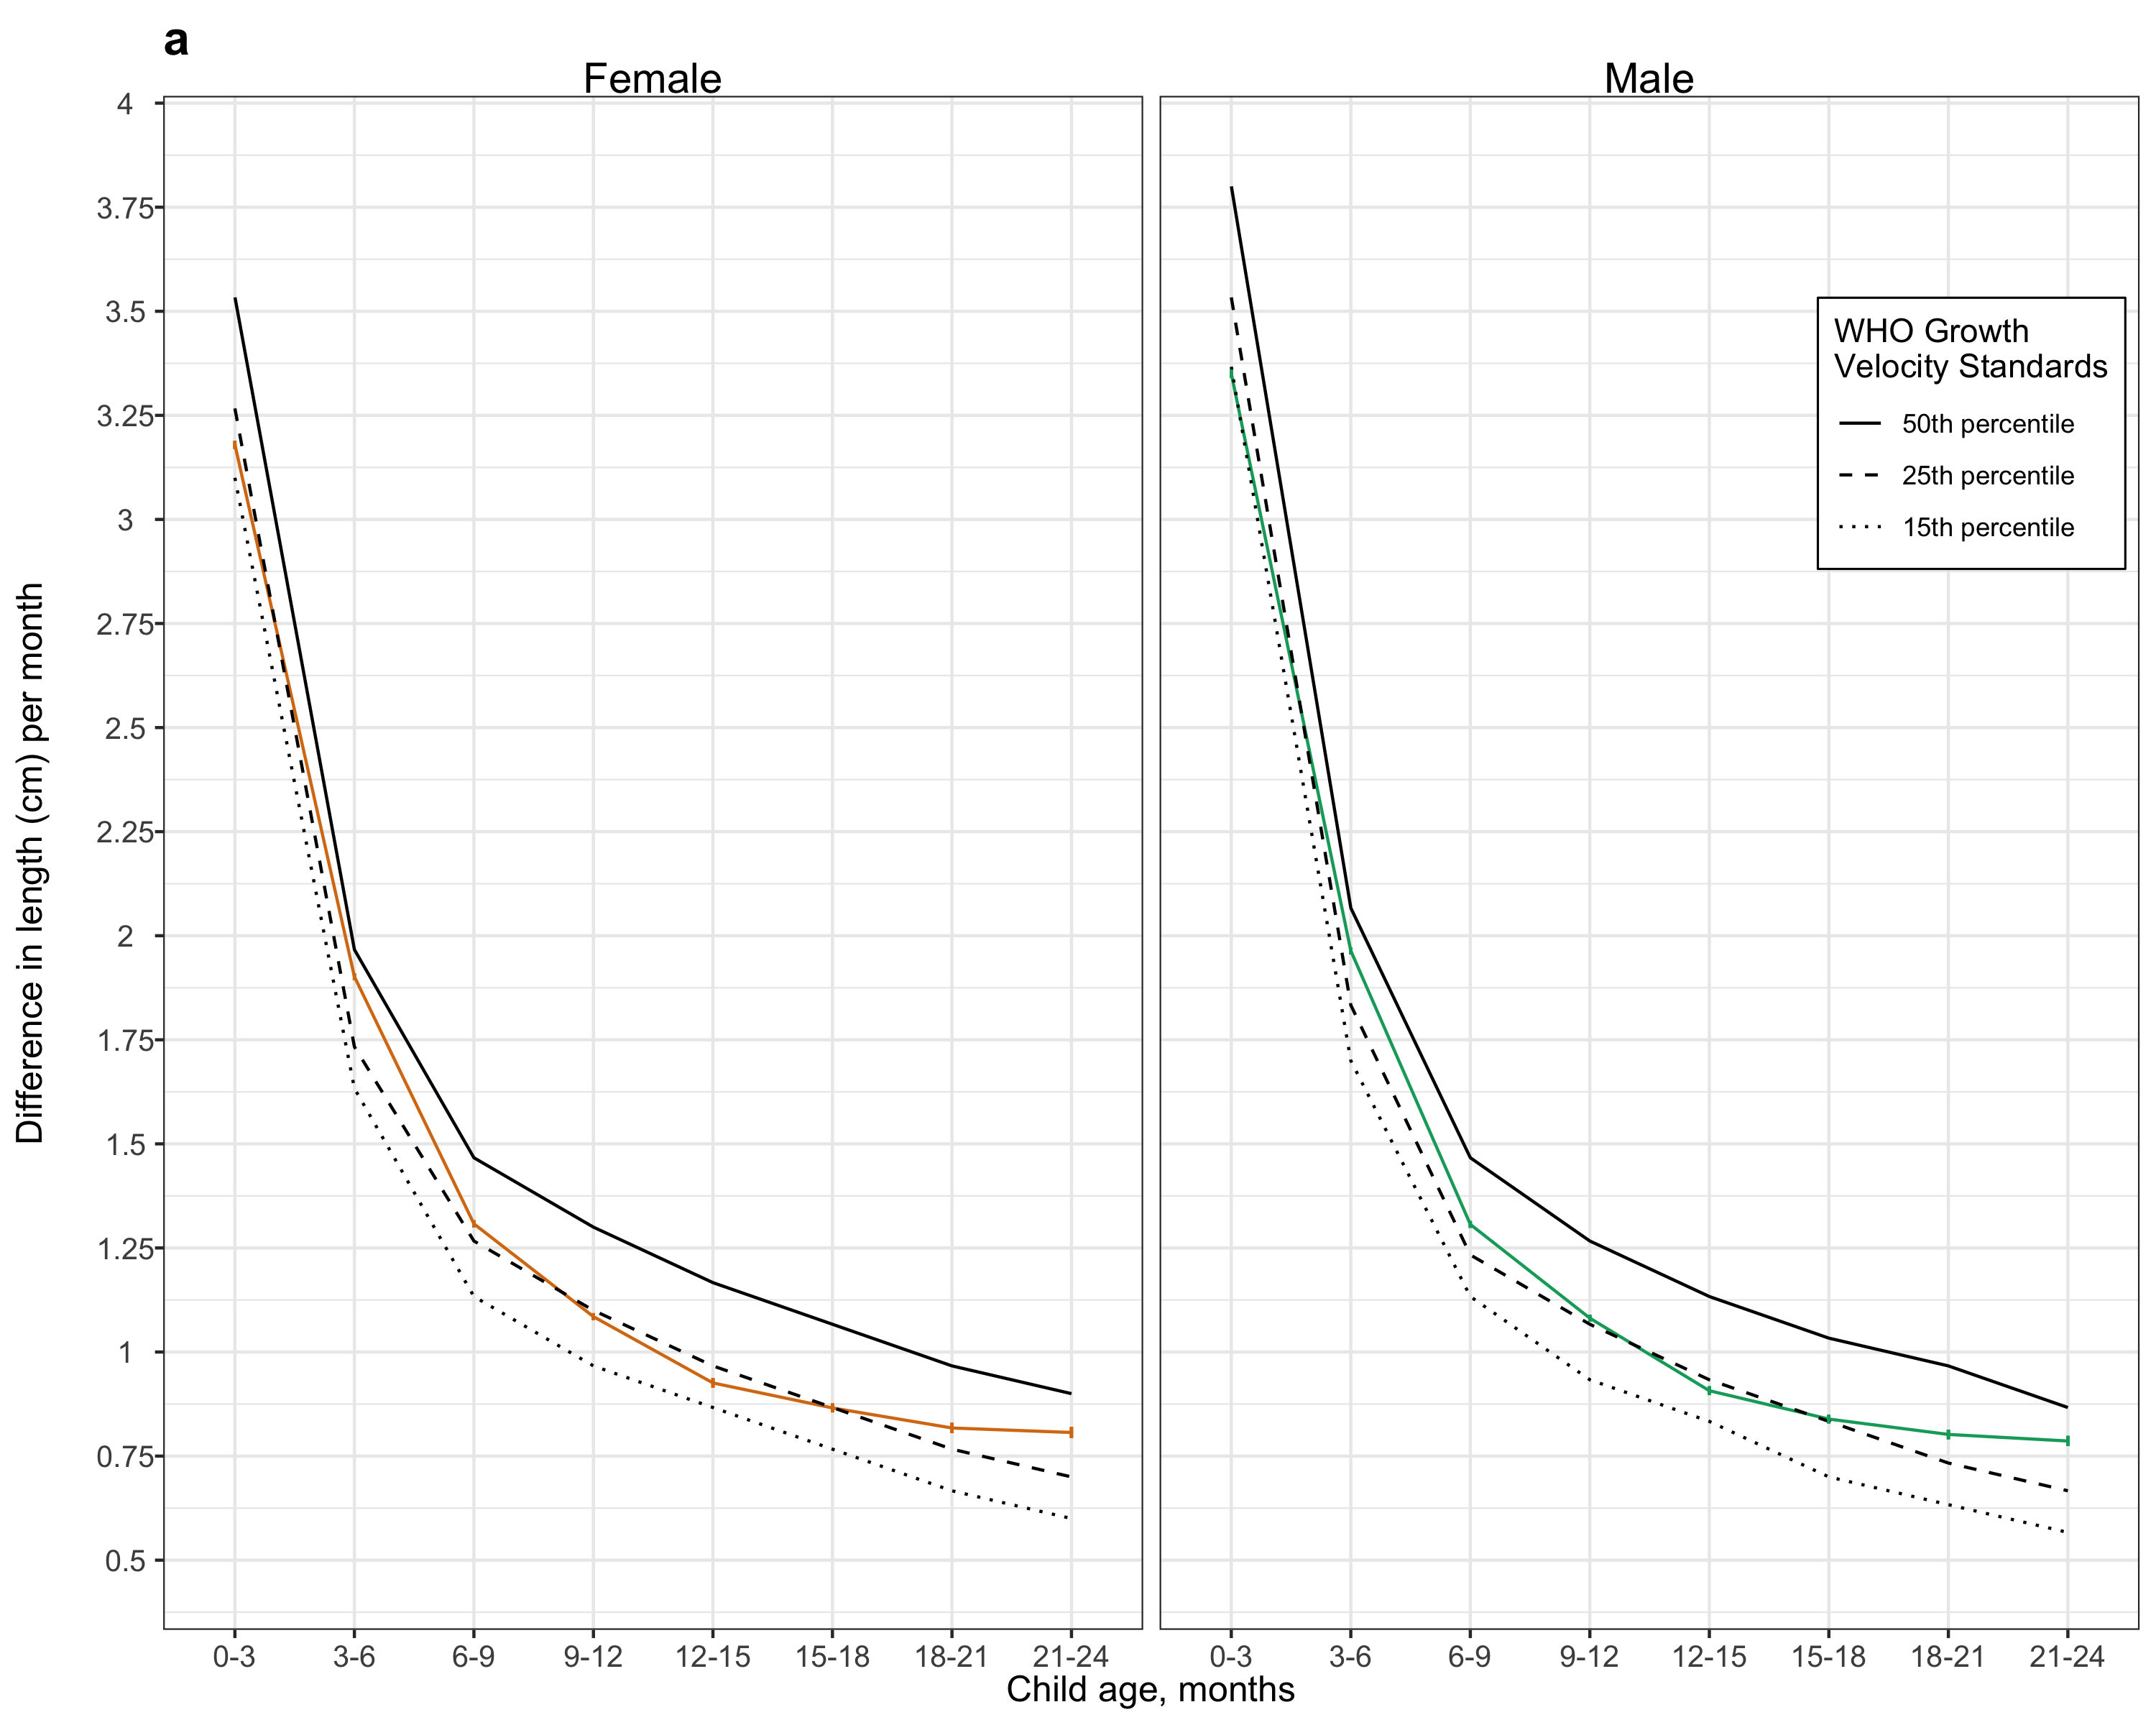 a
Female
Male
4
3.75
3.5
3.25
3
2.75
2.5
2.25
2
1.75
1.5
1.25
1
0.75
0.5
Difference in length (cm) per month
WHO Growth
Velocity Standards
50th percentile
25th percentile
15th percentile
0-3 3-6 6-9 9-12 12-15 15-18 18-21 21-24
0-3 3-6 6-9 9-12 12-15 15-18 18-21 21-24
Child age, months